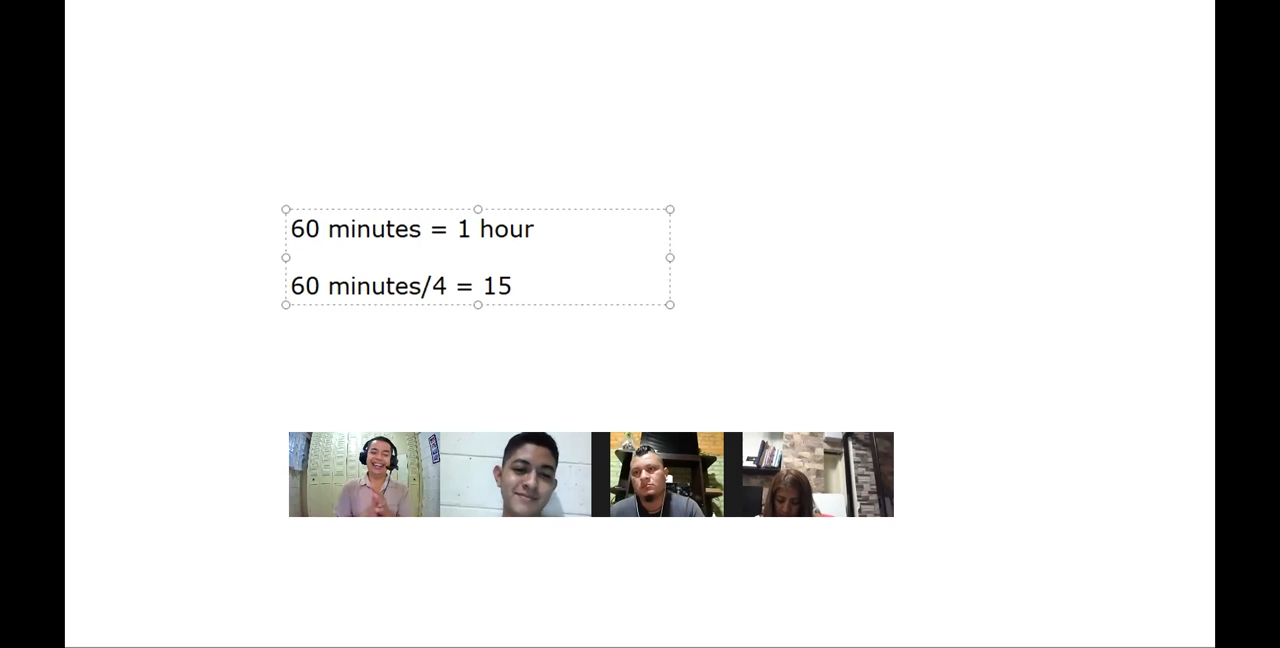 60 minutes = 1 hour
60 minutes/4 = 15